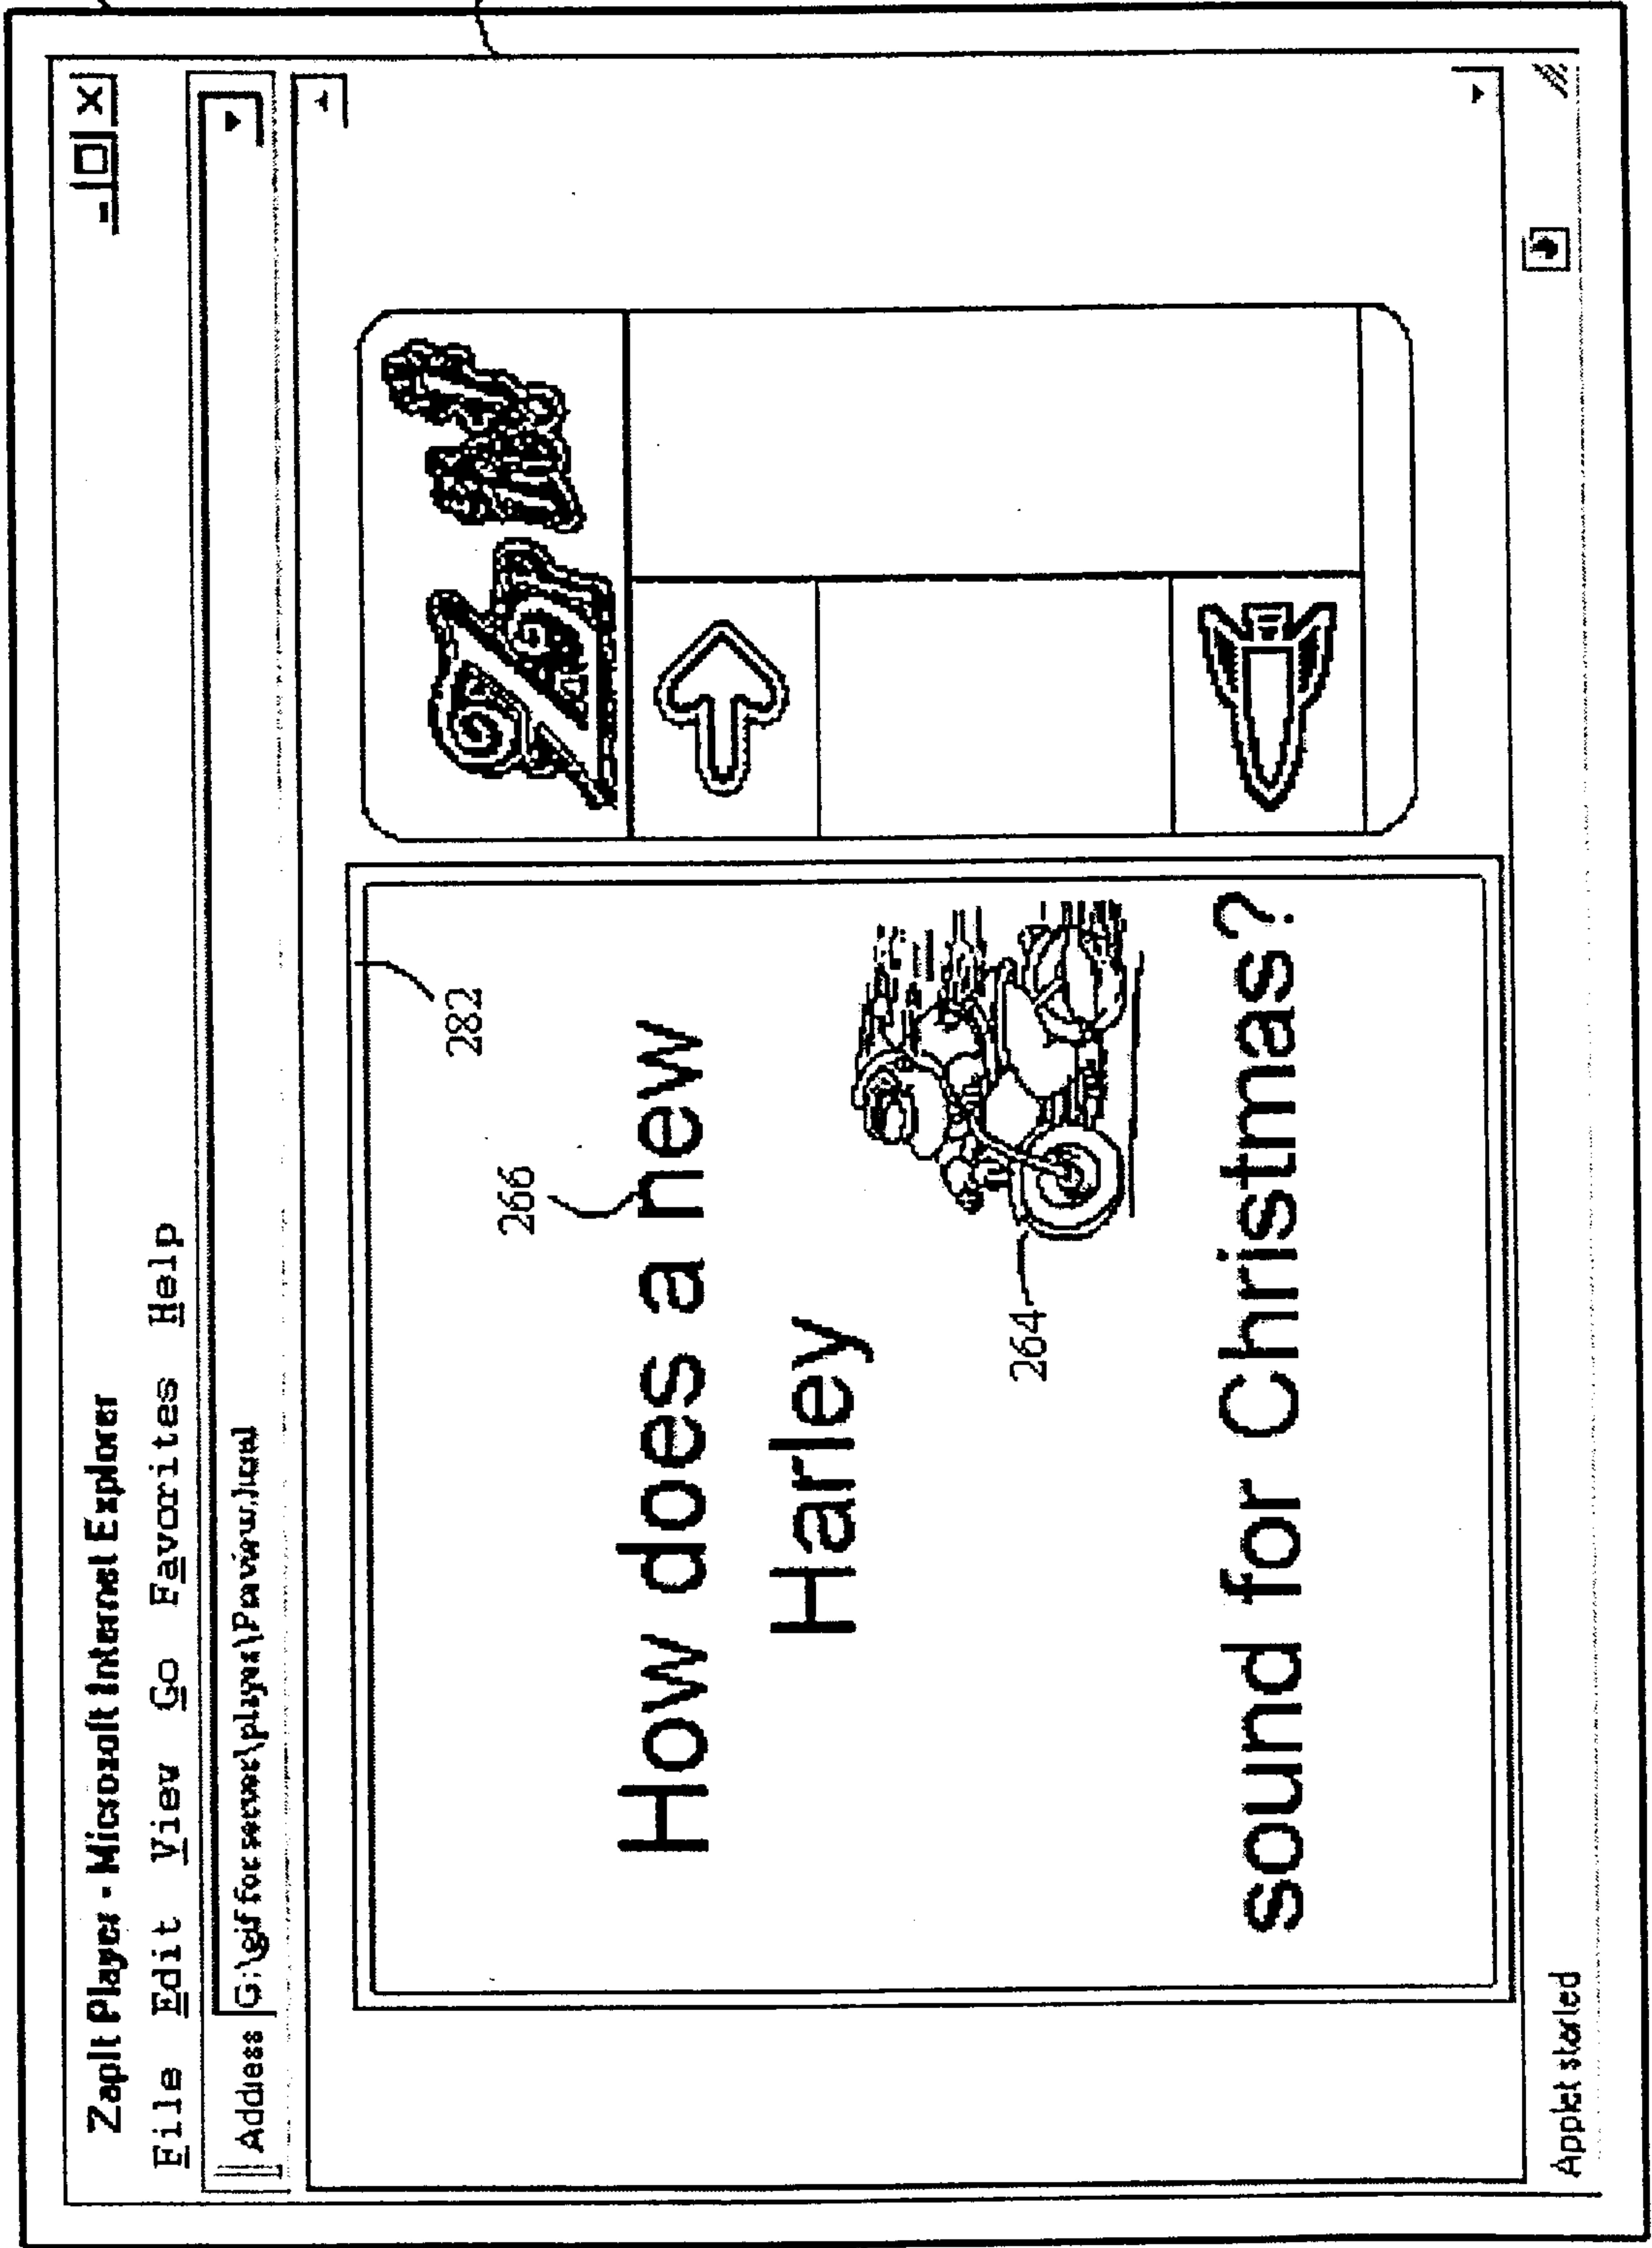 ZapIt Player - Microsoft Internet Explorer
File Edit View Go Favorites Help
Address
282
266
How does a new
Harley
264
sound for Christmas?
Applet started